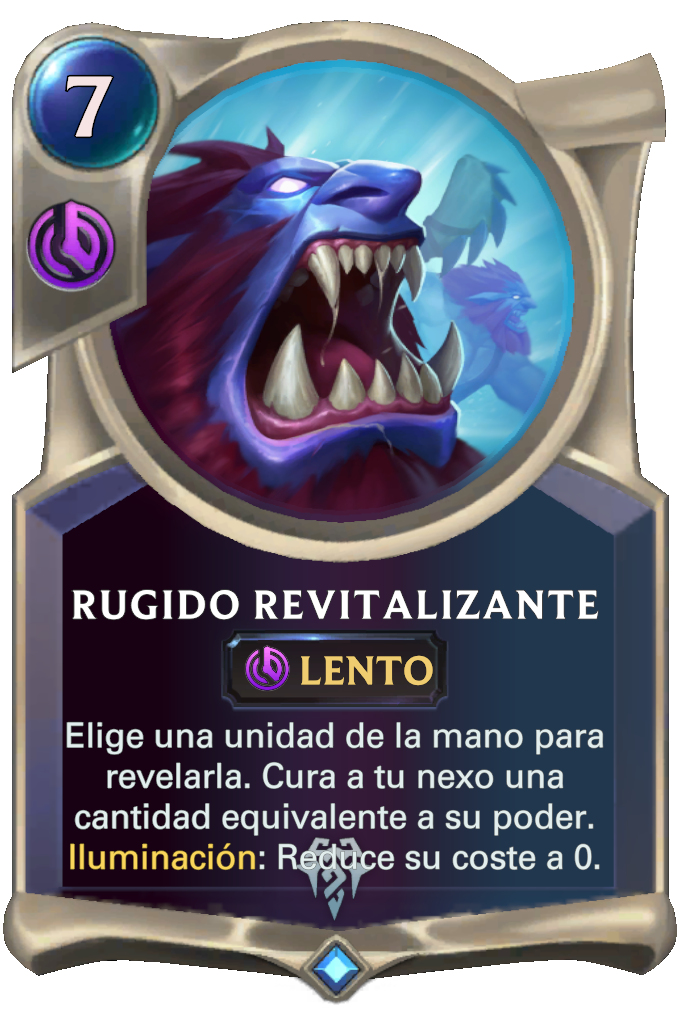 7
RUGIDO REVITALIZANTE
LENTO
Elige una unidad de la mano para
revelarla. Cura a tu nexo una
cantidad equivalente a su poder.
Iluminación: Reduce su coste a 0.